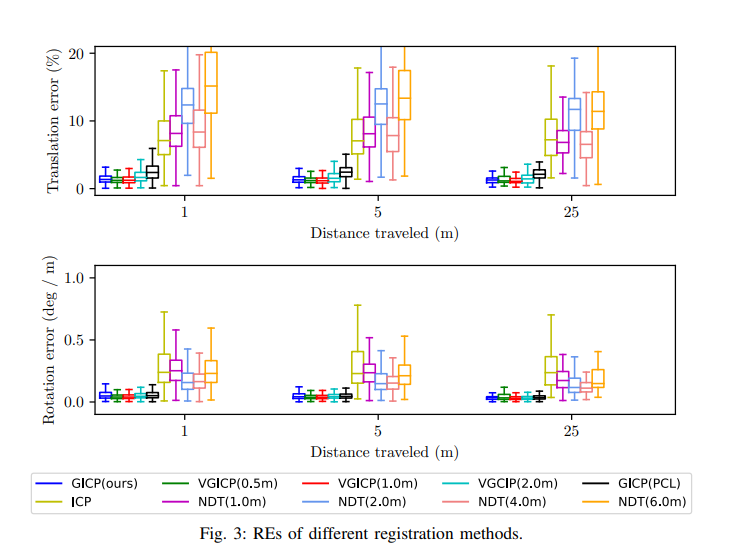 20
10
0
Translation error (%)
1
5
25
Distance traveled (m)
1.0
0.5
0.0
Rotation error (deg / m)
1
5
25
Distance traveled (m)
GICP(ours) VGICP(0.5m) VGICP(1.0m) VGCIP(2.0m) GICP(PCL)
ICP NDT(1.0m) NDT(2.0m) NDT(4.0m) NDT(6.0m)
Fig. 3: REs of different registration methods.